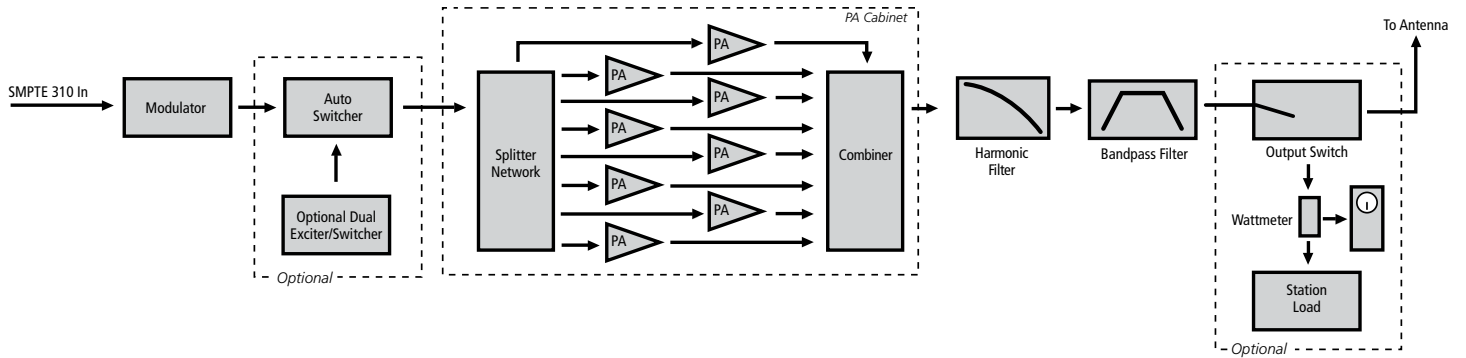 PA Cabinet
To Antenna
SMPTE 310 In
Modulator
Auto
Switcher
Optional Dual
Exciter/Switcher
Optional
Splitter
Network
PA
PA
PA
PA
PA
PA
PA
PA
Combiner
Harmonic
Filter
Bandpass Filter
Output Switch
Wattmeter
Station
Load
Optional